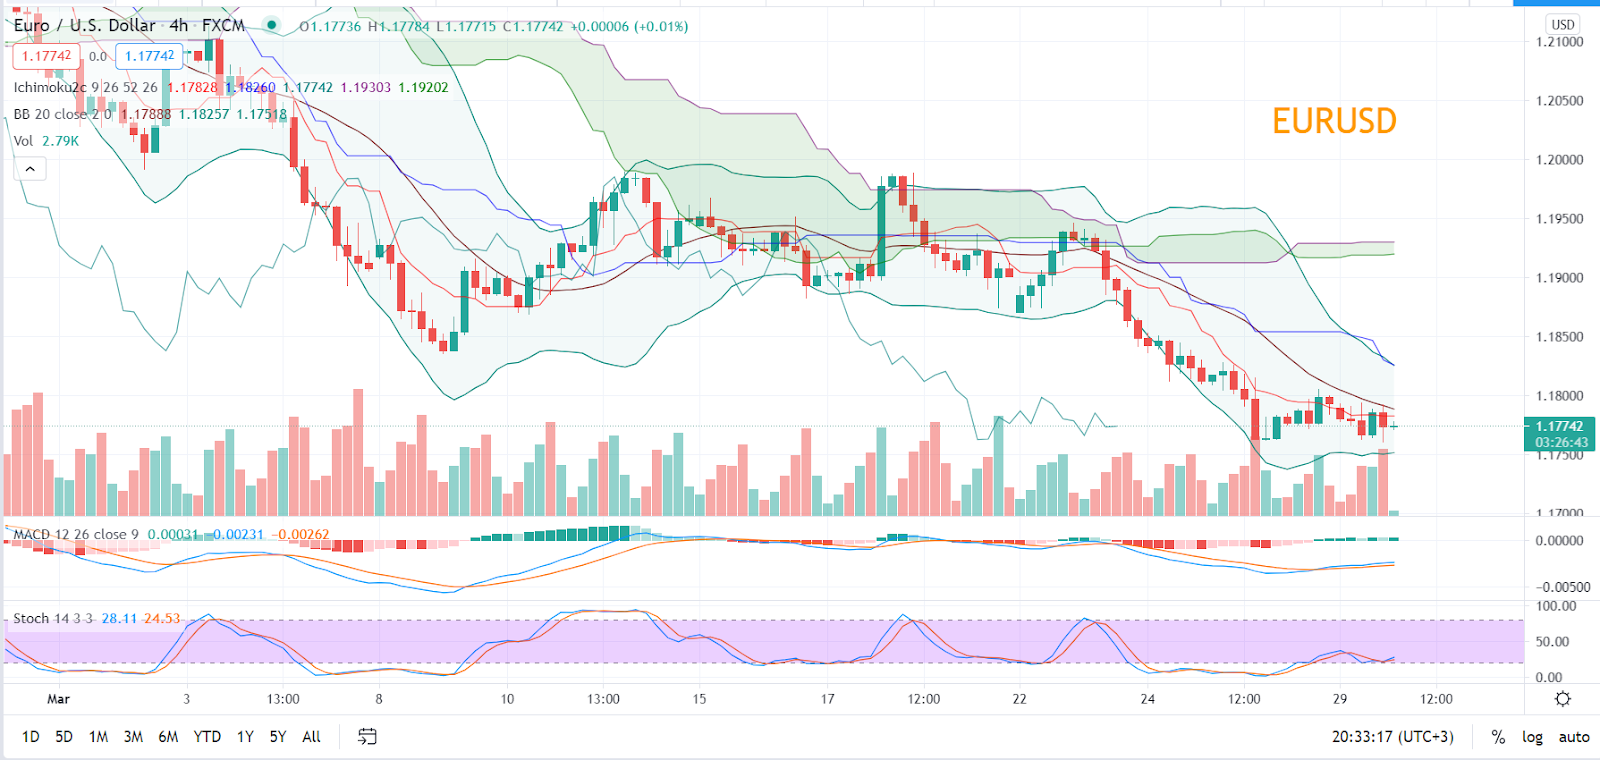 Euro / U.S. Dollar · 4h · FXCM O1.17736 H1.17784 L1.17715 C1.17742 +0.00006 (+0.01%)
1.17742 0.0 1.17742
Ichimoku2c 9 26 52 26 1.17828 1.18260 1.17742 1.19303 1.19202
BB 20 close 2 0 1.17888 1.18257 1.17518
Vol 2.79K
EURUSD
USD
1.21000
1.20500
1.20000
1.19500
1.19000
1.18500
1.18000
1.17742
03:26:43
1.17500
1.17000
MACD 12 26 close 9 0.00031 −0.00231 −0.00262
0.00000
−0.00500
Stoch 14 3 3 28.11 24.53
100.00
50.00
0.00
Mar 3 13:00 8 10 13:00 15 17 12:00 22 24 12:00 29 12:00
1D 5D 1M 3M 6M YTD 1Y 5Y All 20:33:17 (UTC+3) % log auto